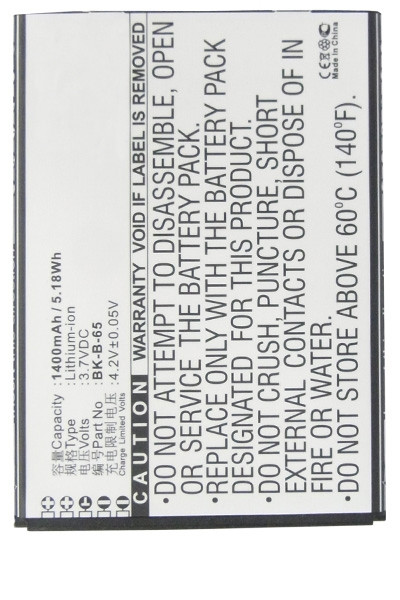 容量Capacity :1400mAh / 5.18Wh
规格Type :Lithium-ion
电压Volts :3.7VDC
编号Part No :BK-B-65
充电限制电压 :4.2V±0.05V
Charge Limited Volts
CAUTION WARRANTY VOID IF LABEL IS REMOVED
•DO NOT ATTEMPT TO DISASSEMBLE, OPEN
OR SERVICE THE BATTERY PACK.
•REPLACE ONLY WITH THE BATTERY PACK
DESIGNATED FOR THIS PRODUCT.
•DO NOT CRUSH, PUNCTURE, SHORT
EXTERNAL CONTACTS OR DISPOSE OF IN
FIRE OR WATER.
•DO NOT STORE ABOVE 60⁰C (140⁰F).
CE
Made In China